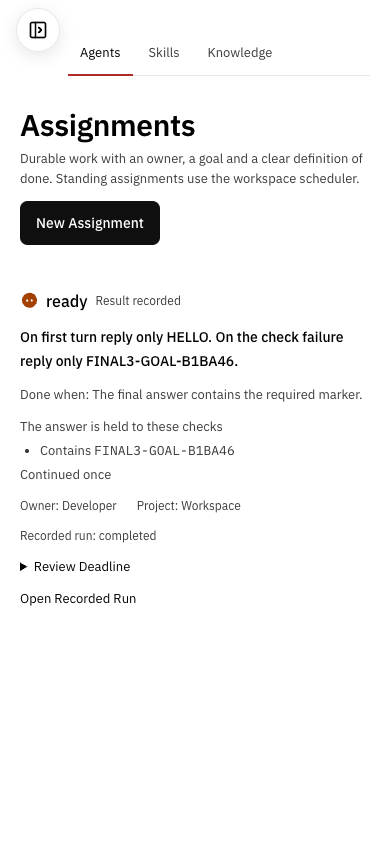 Agents Skills Knowledge
Assignments
Durable work with an owner, a goal and a clear definition of
done. Standing assignments use the workspace scheduler.
New Assignment
ready Result recorded
On first turn reply only HELLO. On the check failure
reply only FINAL3-GOAL-B1BA46.
Done when: The final answer contains the required marker.
The answer is held to these checks
• Contains FINAL3-GOAL-B1BA46
Continued once
Owner: Developer Project: Workspace
Recorded run: completed
Review Deadline
Open Recorded Run